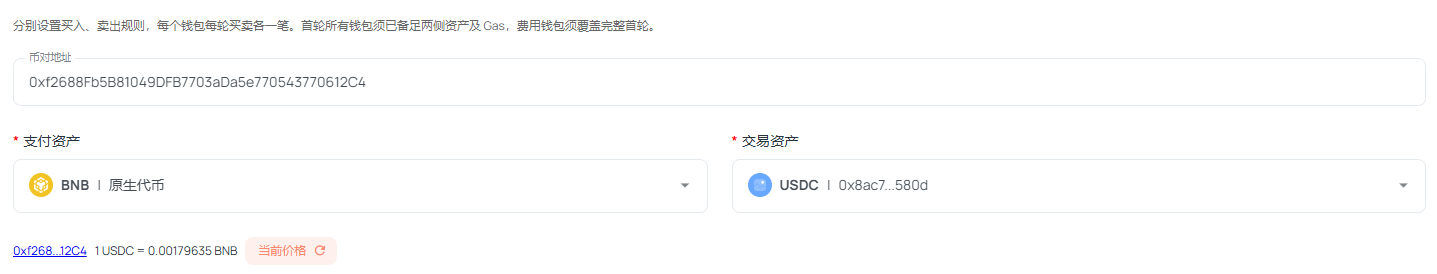 分别设置买入、卖出规则，每个钱包每轮买卖各一笔。首轮所有钱包须已备足两侧资产及 Gas，费用钱包须覆盖完整首轮。
币对地址
0xf2688Fb5B81049DFB7703aDa5e770543770612C4
* 支付资产
* 交易资产
BNB | 原生代币
USDC | 0x8ac7...580d
0xf268...12C4 1 USDC = 0.00179635 BNB 当前价格